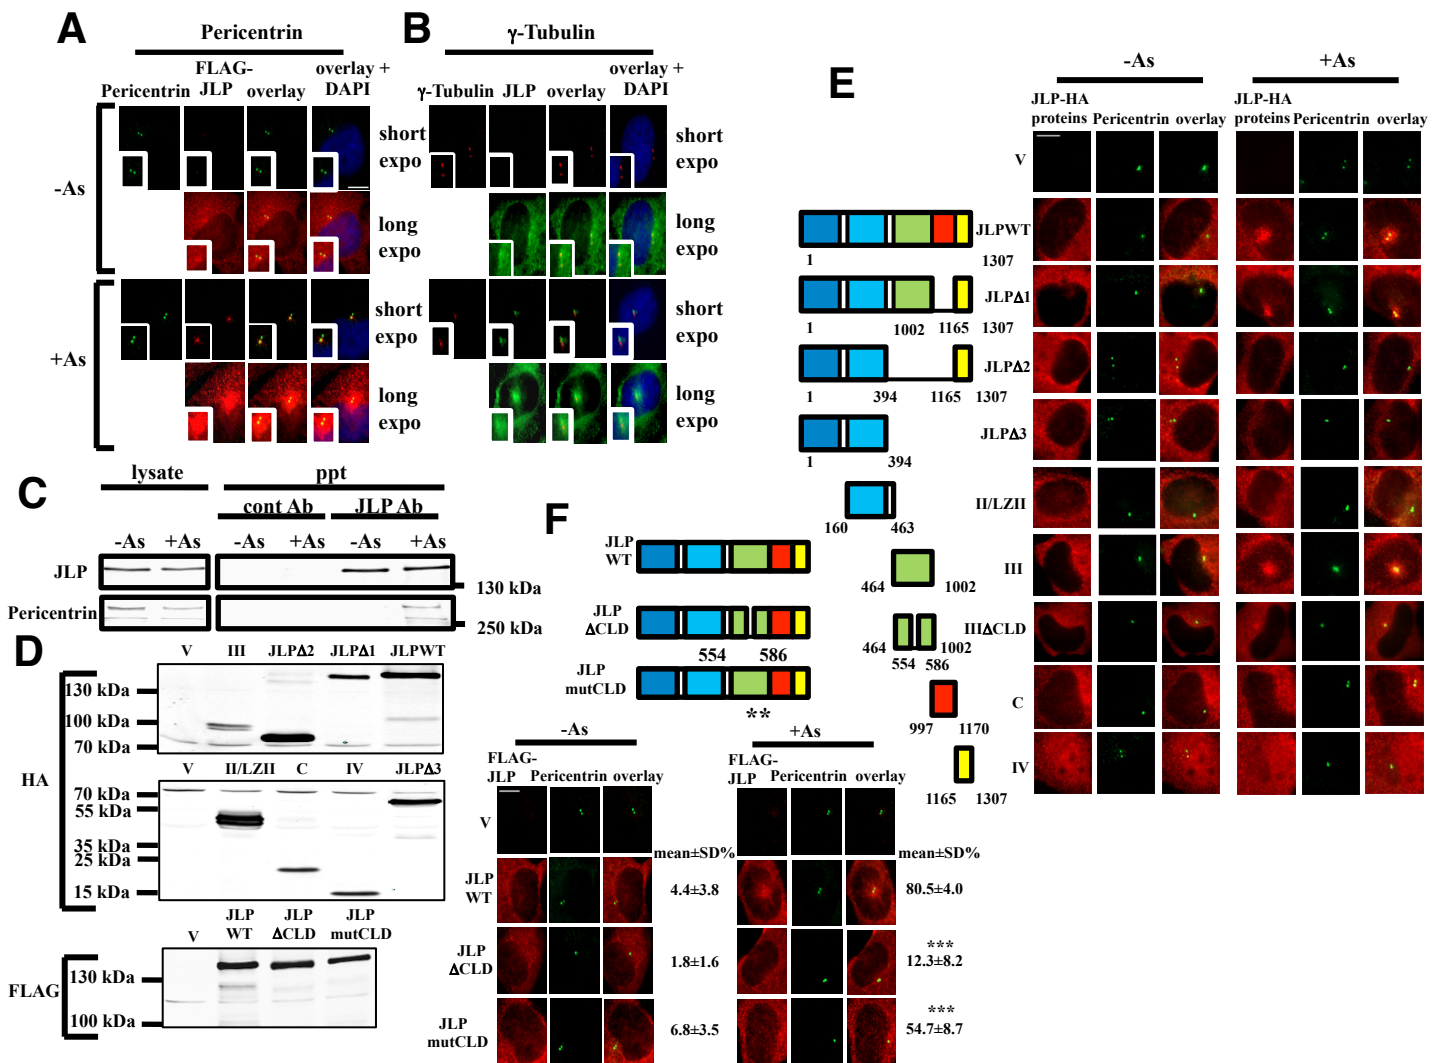 A
Pericentrin
Pericentrin
FLAG-
JLP
overlay
overlay +
DAPI
-As
short
expo
long
expo
+As
short
expo
long
expo
B
γ-Tubulin
γ-Tubulin
JLP
overlay
overlay +
DAPI
short
expo
long
expo
short
expo
long
expo
C
lysate
ppt
cont Ab
JLP Ab
-As +As -As +As -As +As
JLP
130 kDa
Pericentrin
250 kDa
D
V III JLPΔ2 JLPΔ1 JLPWT
130 kDa
100 kDa
70 kDa
HA
V II/LZII C IV JLPΔ3
70 kDa
55 kDa
35 kDa
25 kDa
15 kDa
V
JLP
WT
JLP
ΔCLD
JLP
mutCLD
FLAG
130 kDa
100 kDa
E
-As
+As
JLP-HA
proteins
Pericentrin
overlay
JLP-HA
proteins
Pericentrin
overlay
V
JLPWT
1 1307
JLPΔ1
1 1002 1165 1307
JLPΔ2
1 394 1165 1307
JLPΔ3
1 394
II/LZII
160 463
III
464 1002
IIIΔCLD
464 1002
554 586
C
997 1170
IV
1165 1307
F
JLP
WT
JLP
ΔCLD
554 586
JLP
mutCLD
**
-As
+As
FLAG-
JLP
Pericentrin overlay
FLAG-
JLP
Pericentrin overlay
V
mean±SD%
mean±SD%
JLP
WT
4.4±3.8
80.5±4.0
JLP
ΔCLD
1.8±1.6
***
12.3±8.2
JLP
mutCLD
6.8±3.5
***
54.7±8.7